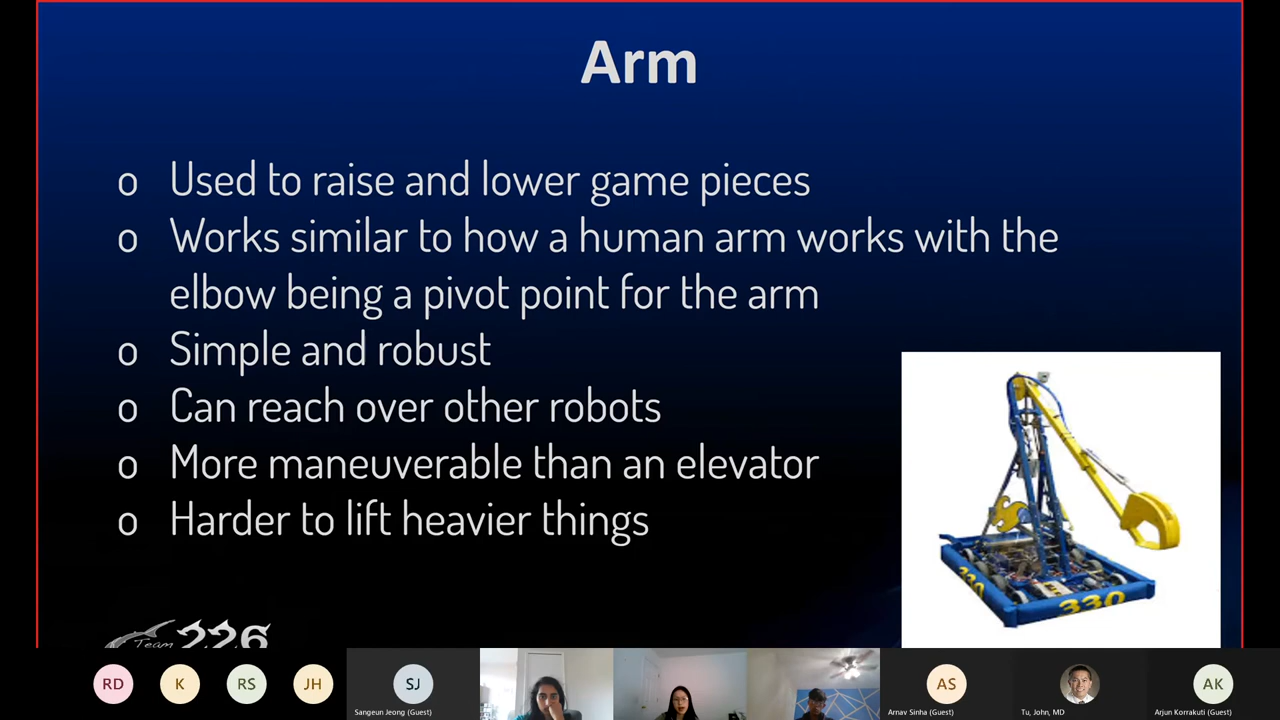 Arm
o Used to raise and lower game pieces
o Works similar to how a human arm works with the
elbow being a pivot point for the arm
o Simple and robust
o Can reach over other robots
o More maneuverable than an elevator
o Harder to lift heavier things
330
330
Team 226
RD
K
RS
JH
SJ
AS
AK
Sangeun Jeong (Guest)
Arnav Sinha (Guest)
Tu, John, MD
Arjun Korrakuti (Guest)